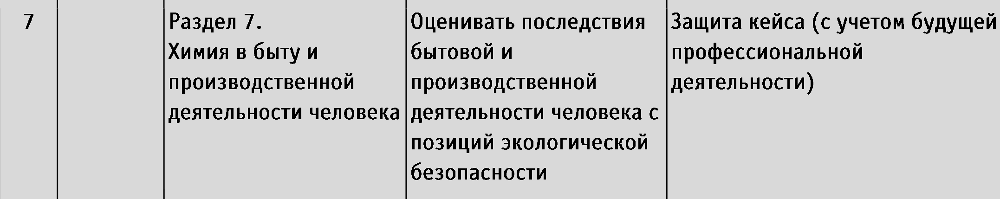 7
Раздел 7.
Химия в быту и
производственной
деятельности человека
Оценивать последствия
бытовой и
производственной
деятельности человека с
позиций экологической
безопасности
Защита кейса (с учетом будущей
профессиональной
деятельности)